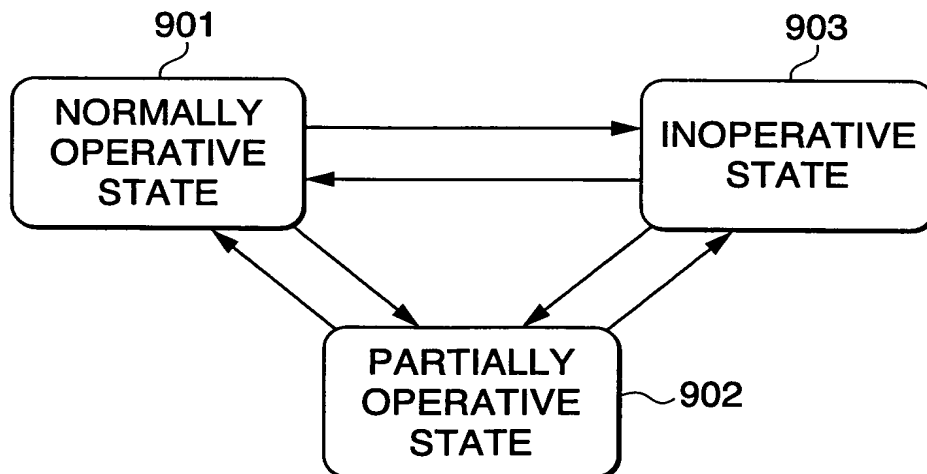 901
NORMALLY
OPERATIVE
STATE
903
INOPERATIVE
STATE
PARTIALLY
OPERATIVE
STATE
902